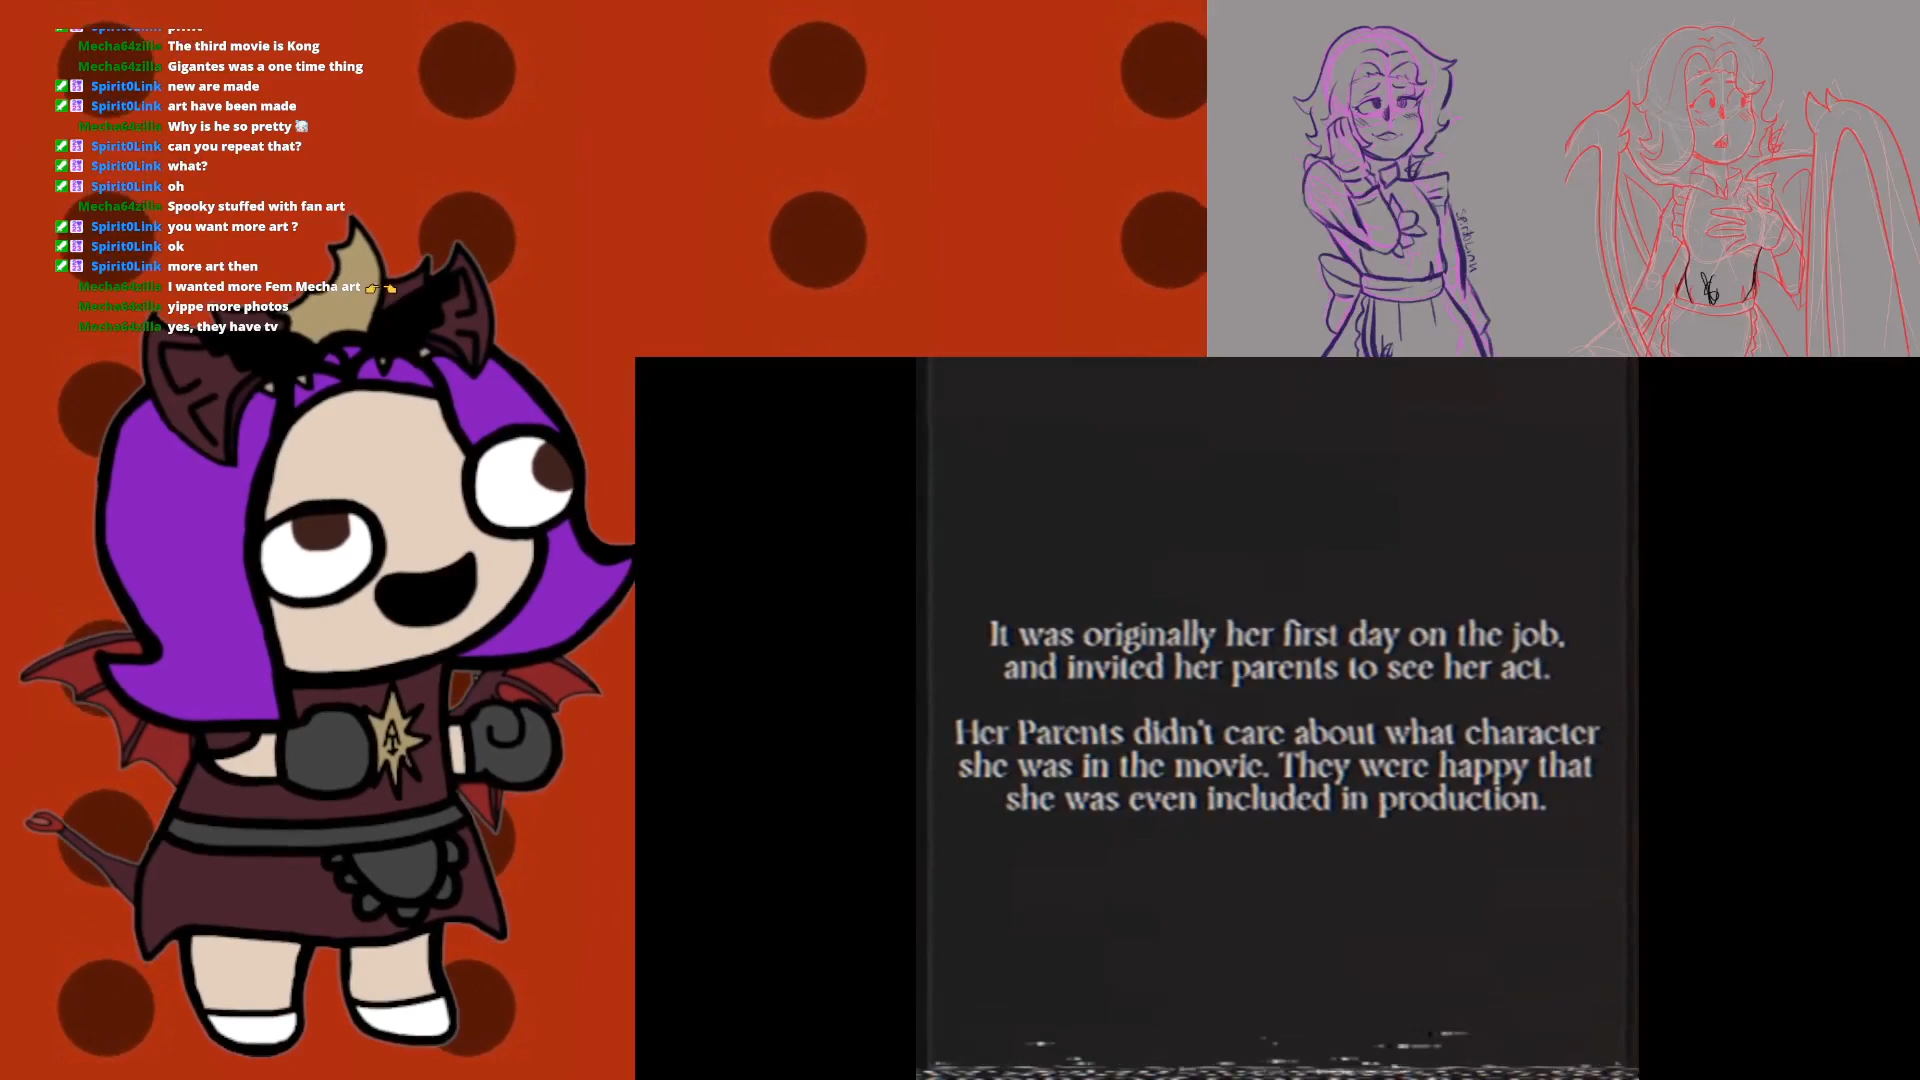 Spirit0Link
Mecha64zilla The third movie is Kong
Mecha64zilla Gigantes was a one time thing
Spirit0Link new are made
Spirit0Link art have been made
Mecha64zilla Why is he so pretty
Spirit0Link can you repeat that?
Spirit0Link what?
Spirit0Link oh
Mecha64zilla Spooky stuffed with fan art
Spirit0Link you want more art ?
Spirit0Link ok
Spirit0Link more art then
Mecha64zilla I wanted more Fem Mecha art
Mecha64zilla yippe more photos
Mecha64zilla yes, they have tv
Spirit0Link
It was originally her first day on the job,
and invited her parents to see her act.
Her Parents didn't care about what character
she was in the movie. They were happy that
she was even included in production.